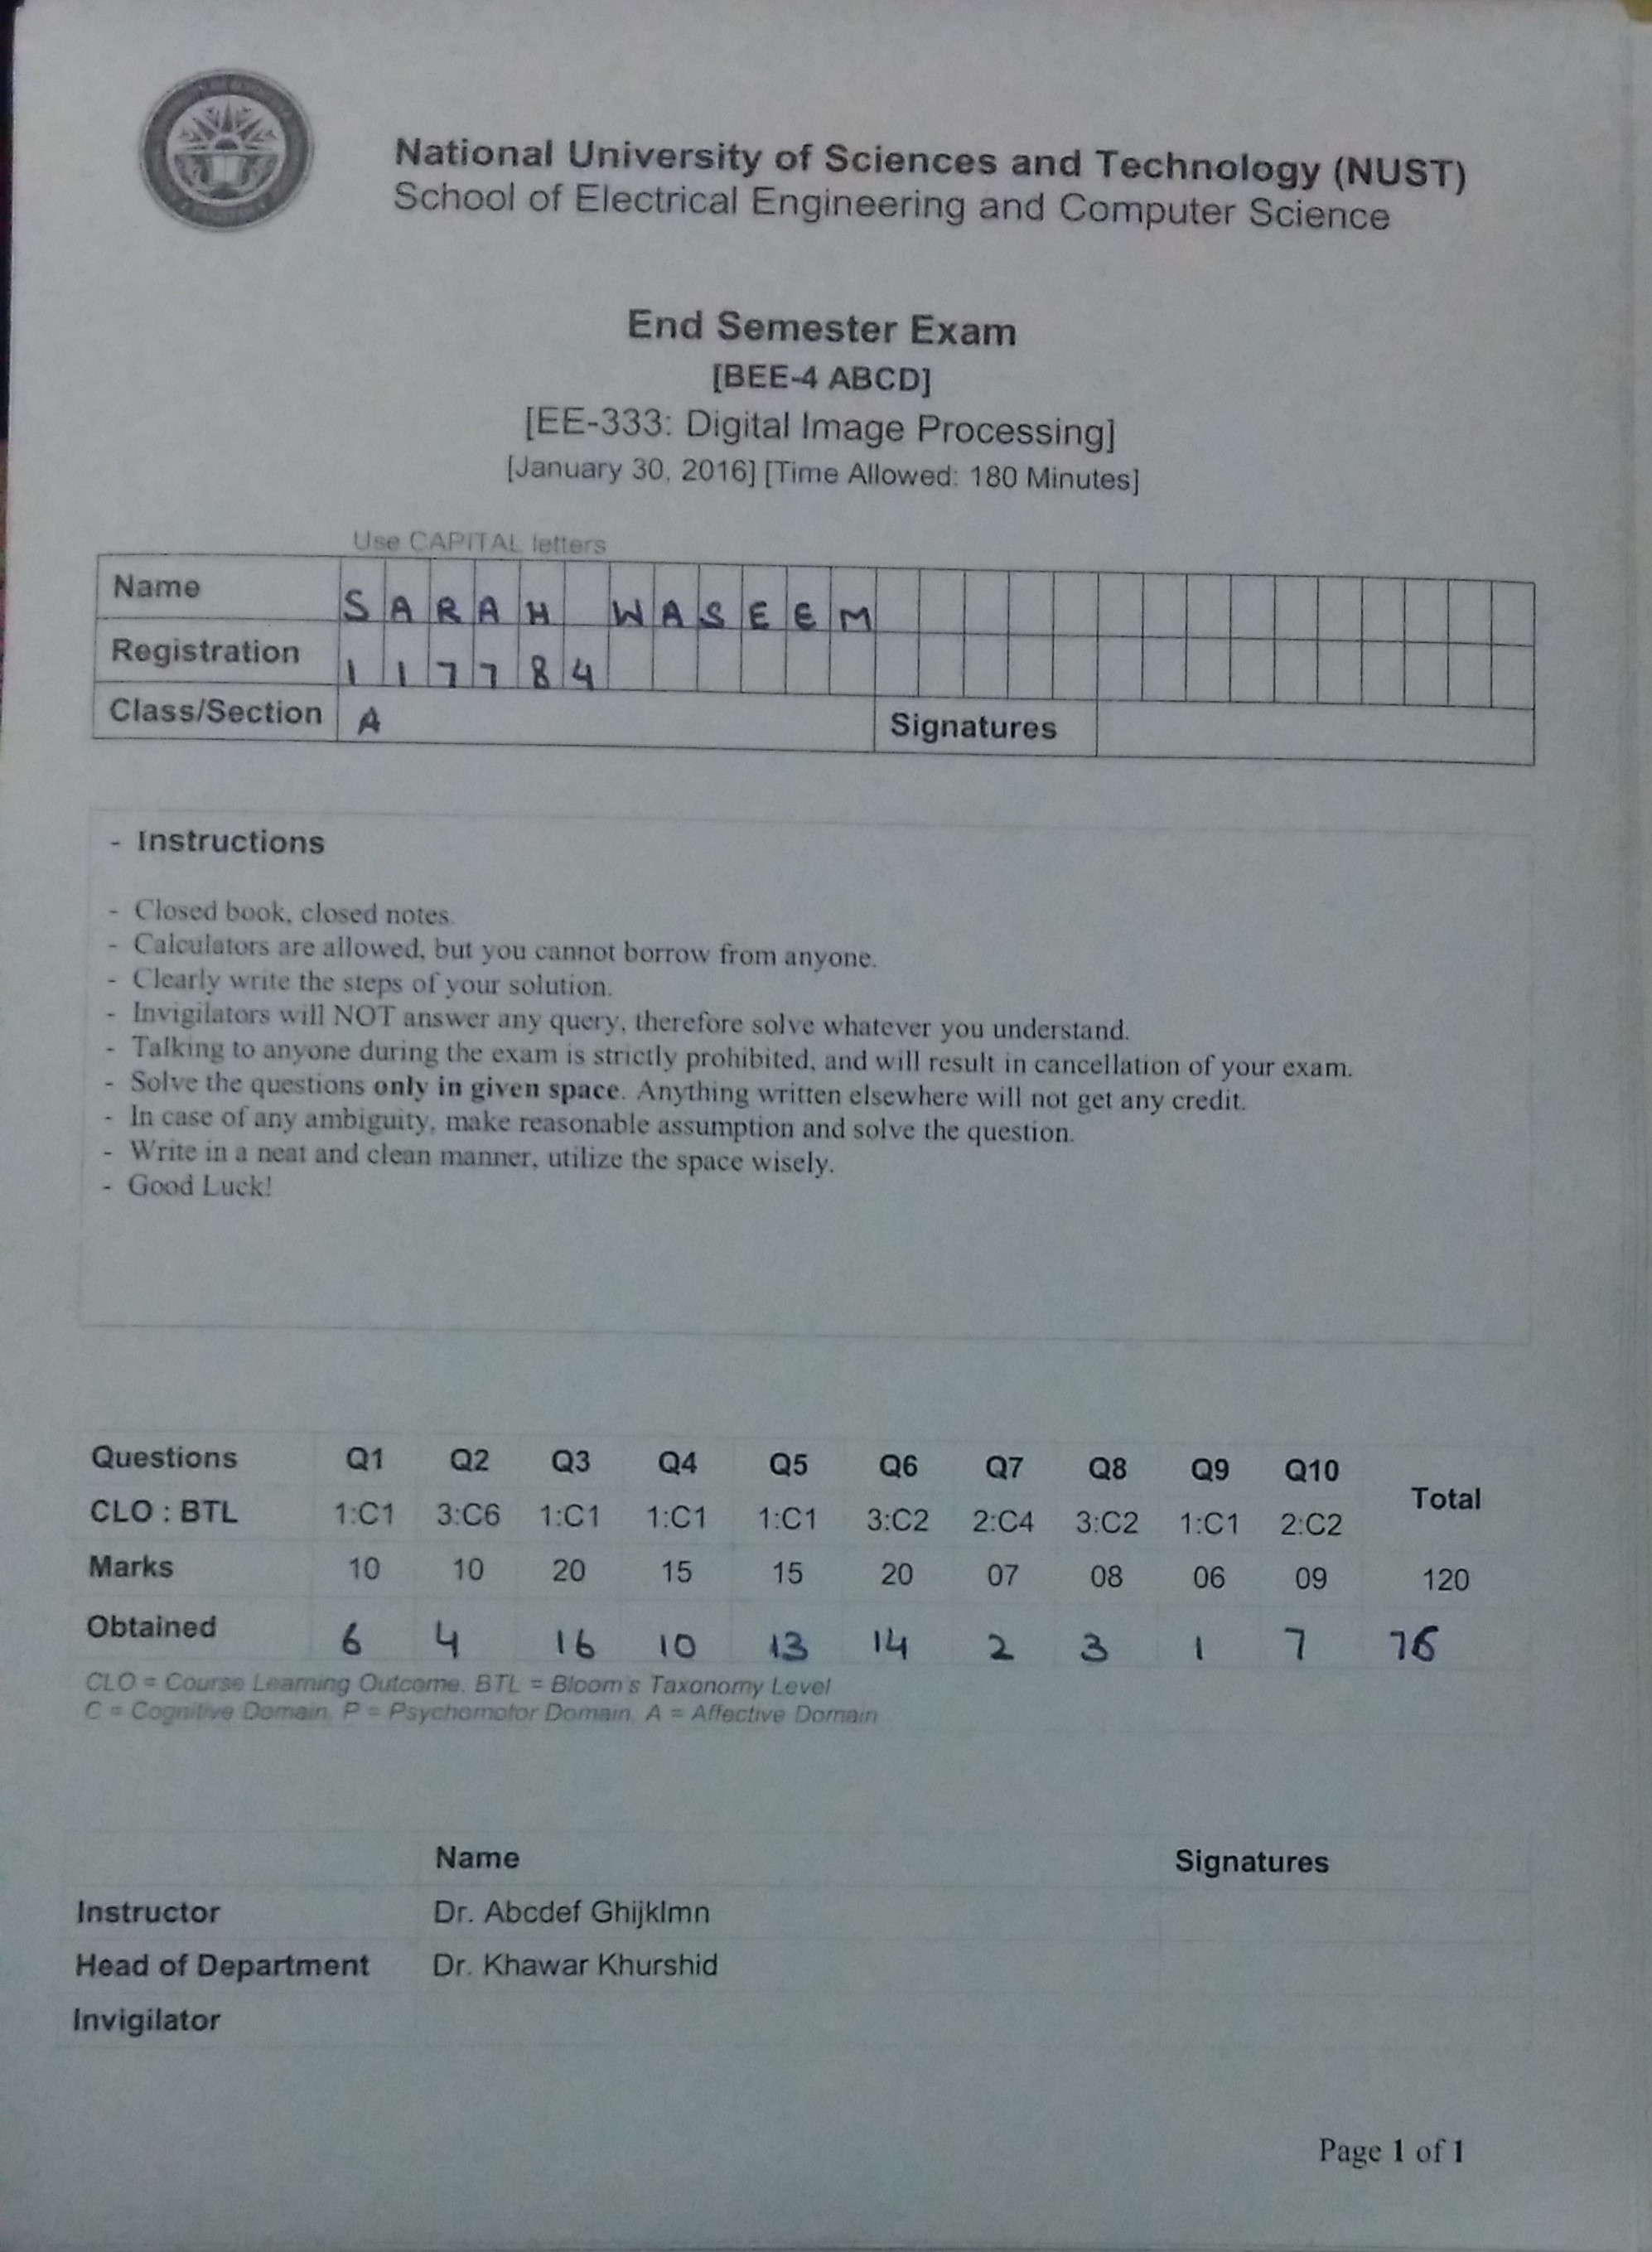 National University of Sciences and Technology (NUST)
School of Electrical Engineering and Computer Science
End Semester Exam
[BEE-4 ABCD]
[EE-333: Digital Image Processing]
[January 30, 2016] [Time Allowed: 180 Minutes]
Use CAPITAL letters
Name SARAH WASEEM
Registration 117784
Class/Section A Signatures
- Instructions
- Closed book, closed notes.
- Calculators are allowed, but you cannot borrow from anyone.
- Clearly write the steps of your solution.
- Invigilators will NOT answer any query, therefore solve whatever you understand.
- Talking to anyone during the exam is strictly prohibited, and will result in cancellation of your exam.
- Solve the questions only in given space. Anything written elsewhere will not get any credit.
- In case of any ambiguity, make reasonable assumption and solve the question.
- Write in a neat and clean manner, utilize the space wisely.
- Good Luck!
Questions Q1 Q2 Q3 Q4 Q5 Q6 Q7 Q8 Q9 Q10 Total
CLO : BTL 1:C1 3:C6 1:C1 1:C1 1:C1 3:C2 2:C4 3:C2 1:C1 2:C2
Marks 10 10 20 15 15 20 07 08 06 09 120
Obtained 6 4 16 10 13 14 2 3 1 7 76
CLO = Course Learning Outcome, BTL = Bloom's Taxonomy Level
C = Cognitive Domain, P = Psychomotor Domain, A = Affective Domain
Name Signatures
Instructor Dr. Abcdef Ghijklmn
Head of Department Dr. Khawar Khurshid
Invigilator
Page 1 of 1